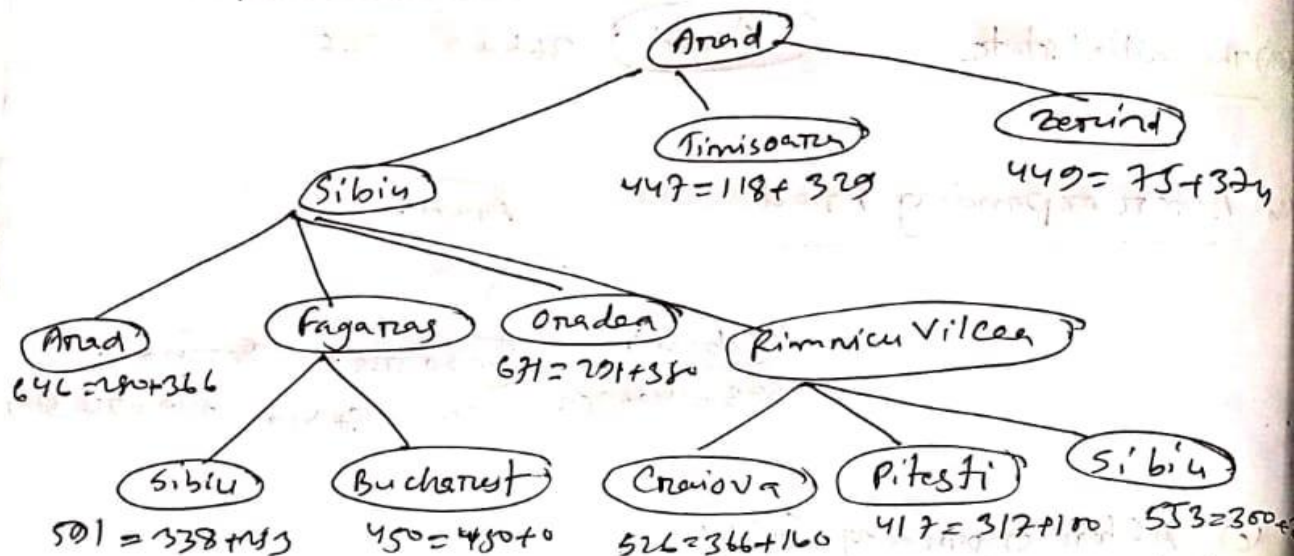 Arad
Timisoara
447 = 118 + 329
Zerind
449 = 75 + 374
Sibiu
Arad
646 = 280 + 366
Fagaras
Oradea
671 = 291 + 380
Rimnicu Vilcea
Sibiu
591 = 338 + 253
Bucharest
450 = 450 + 0
Craiova
526 = 366 + 160
Pitesti
417 = 317 + 100
Sibiu
553 = 300 +